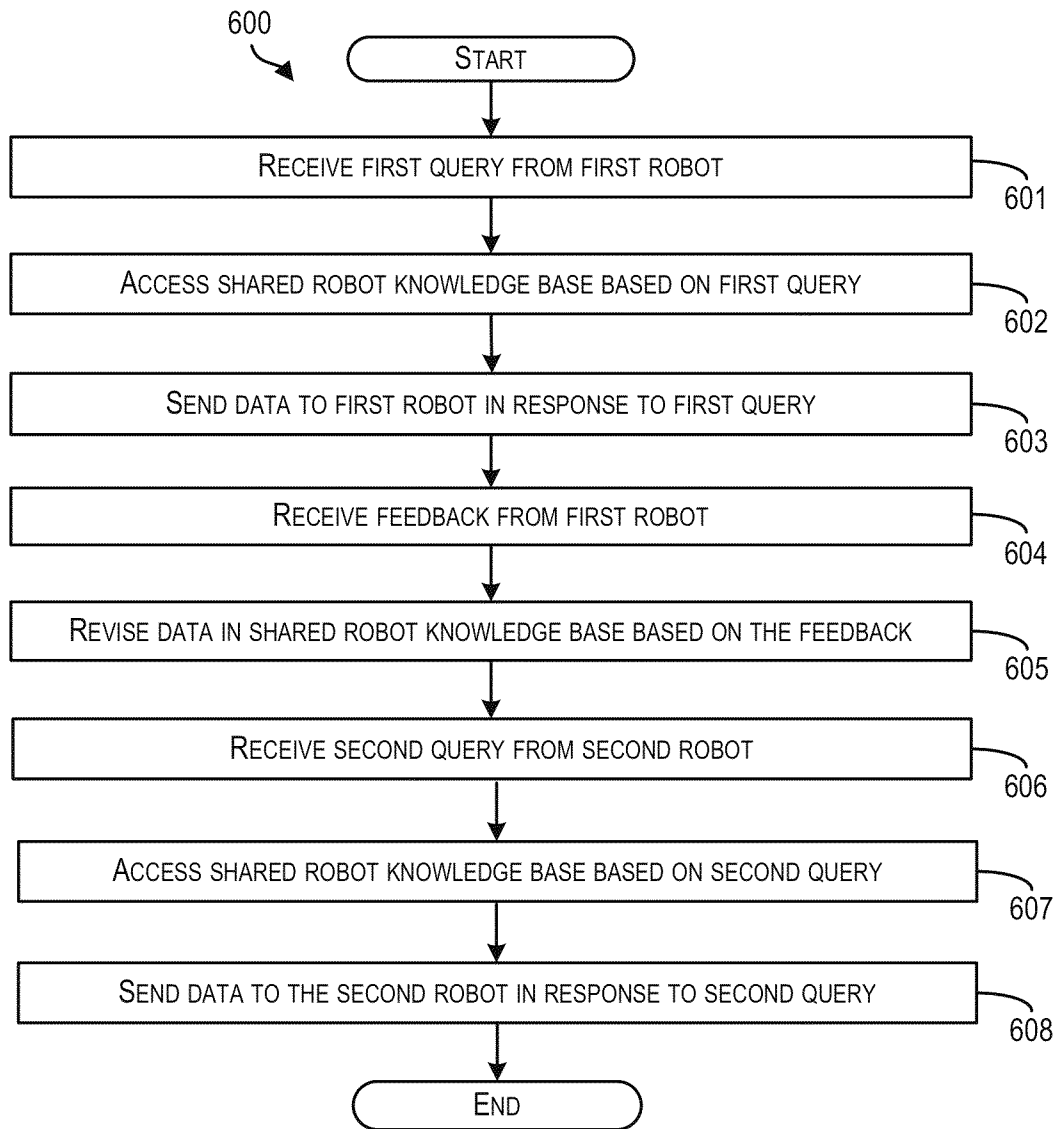 600
START
RECEIVE FIRST QUERY FROM FIRST ROBOT
601
ACCESS SHARED ROBOT KNOWLEDGE BASE BASED ON FIRST QUERY
602
SEND DATA TO FIRST ROBOT IN RESPONSE TO FIRST QUERY
603
RECEIVE FEEDBACK FROM FIRST ROBOT
604
REVISE DATA IN SHARED ROBOT KNOWLEDGE BASE BASED ON THE FEEDBACK
605
RECEIVE SECOND QUERY FROM SECOND ROBOT
606
ACCESS SHARED ROBOT KNOWLEDGE BASE BASED ON SECOND QUERY
607
SEND DATA TO THE SECOND ROBOT IN RESPONSE TO SECOND QUERY
608
END